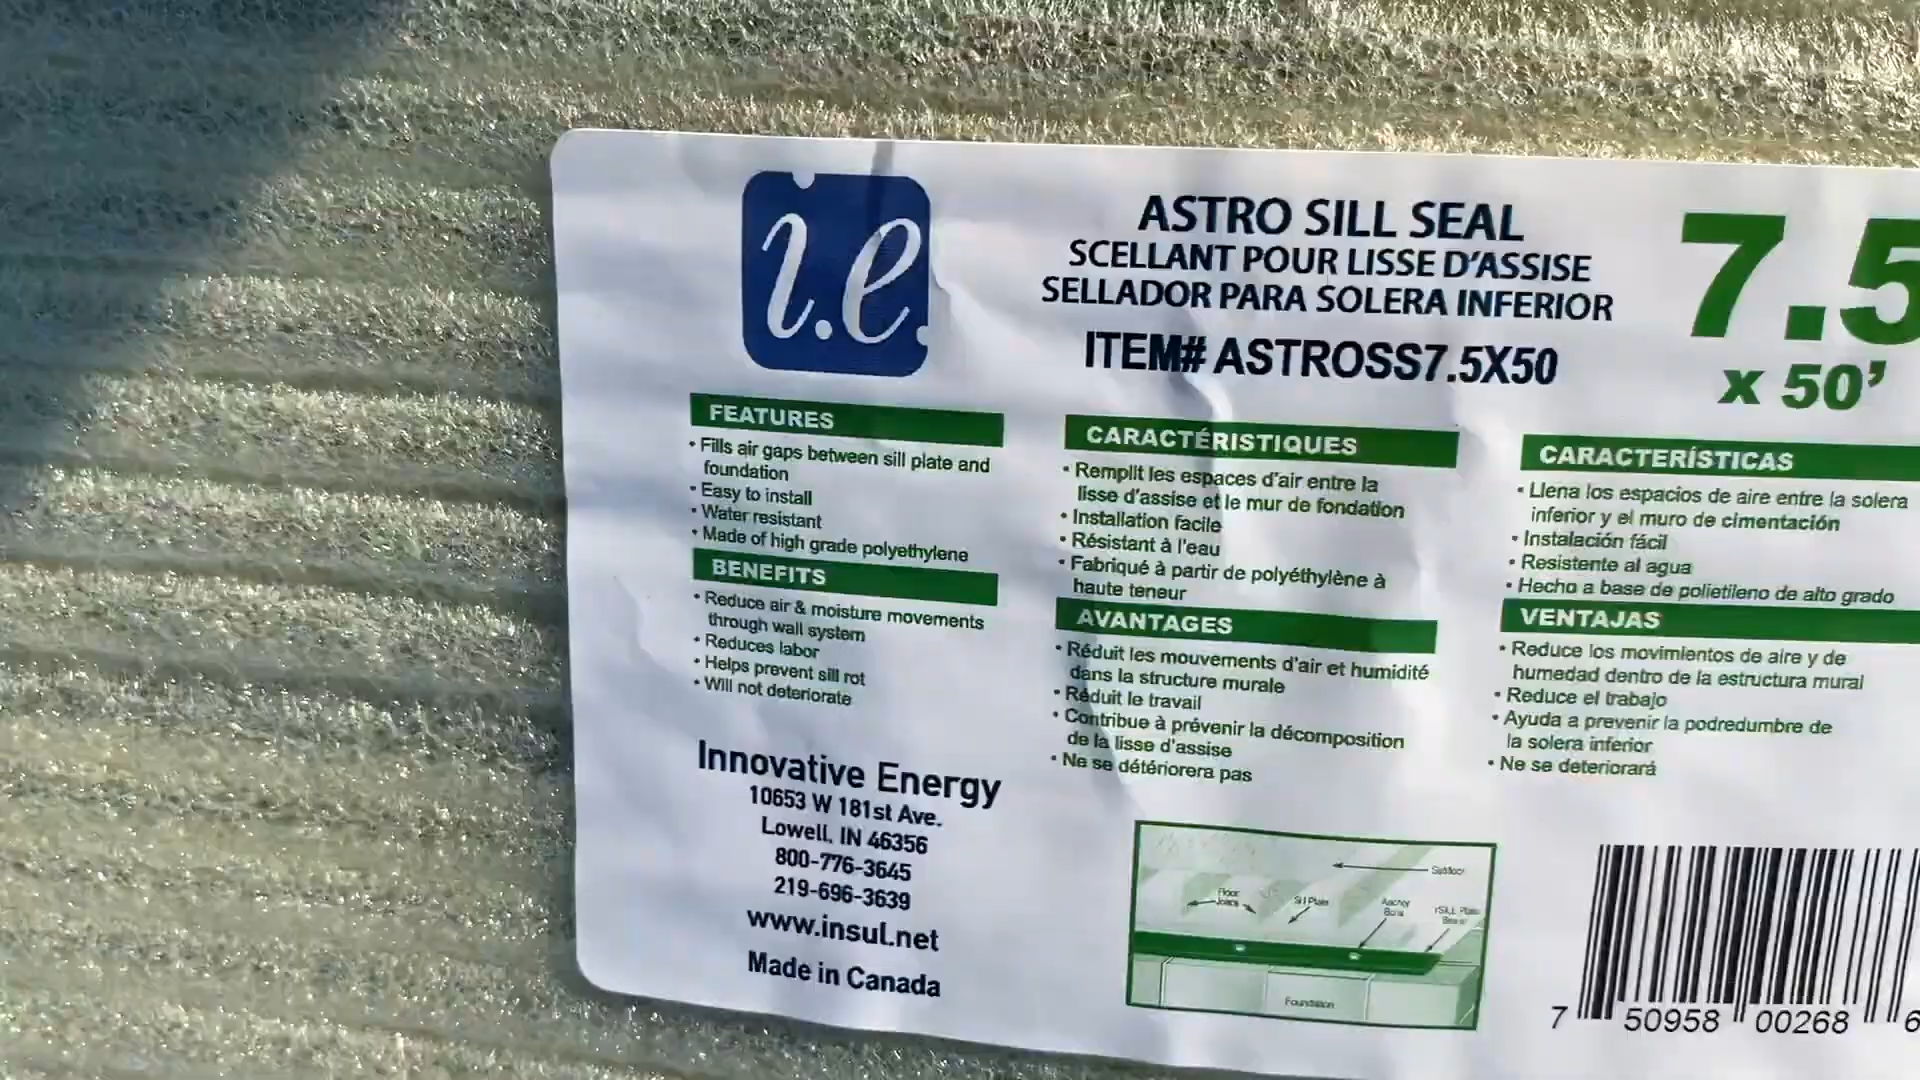 i.e.
ASTRO SILL SEAL
SCELLANT POUR LISSE D'ASSISE
SELLADOR PARA SOLERA INFERIOR
ITEM# ASTROSS7.5X50
7.5
x 50'
FEATURES
• Fills air gaps between sill plate and
foundation
• Easy to install
• Water resistant
• Made of high grade polyethylene
BENEFITS
• Reduce air & moisture movements
through wall system
• Reduces labor
• Helps prevent sill rot
• Will not deteriorate
Innovative Energy
10653 W 181st Ave.
Lowell, IN 46356
800-776-3645
219-696-3639
www.insul.net
Made in Canada
CARACTÉRISTIQUES
• Remplit les espaces d'air entre la
lisse d'assise et le mur de fondation
• Installation facile
• Résistant à l'eau
• Fabriqué à partir de polyéthylène à
haute teneur
AVANTAGES
• Réduit les mouvements d'air et humidité
dans la structure murale
• Réduit le travail
• Contribue à prévenir la décomposition
de la lisse d'assise
• Ne se détériorera pas
CARACTERÍSTICAS
• Llena los espacios de aire entre la solera
inferior y el muro de cimentación
• Instalación fácil
• Resistente al agua
• Hecho a base de polietileno de alto grado
VENTAJAS
• Reduce los movimientos de aire y de
humedad dentro de la estructura mural
• Reduce el trabajo
• Ayuda a prevenir la podredumbre de
la solera inferior
• Ne se deteriorará
Subfloor
Floor
Joists
Sill Plate
Anchor
Bolts
Foundation
7 50958 00268 6